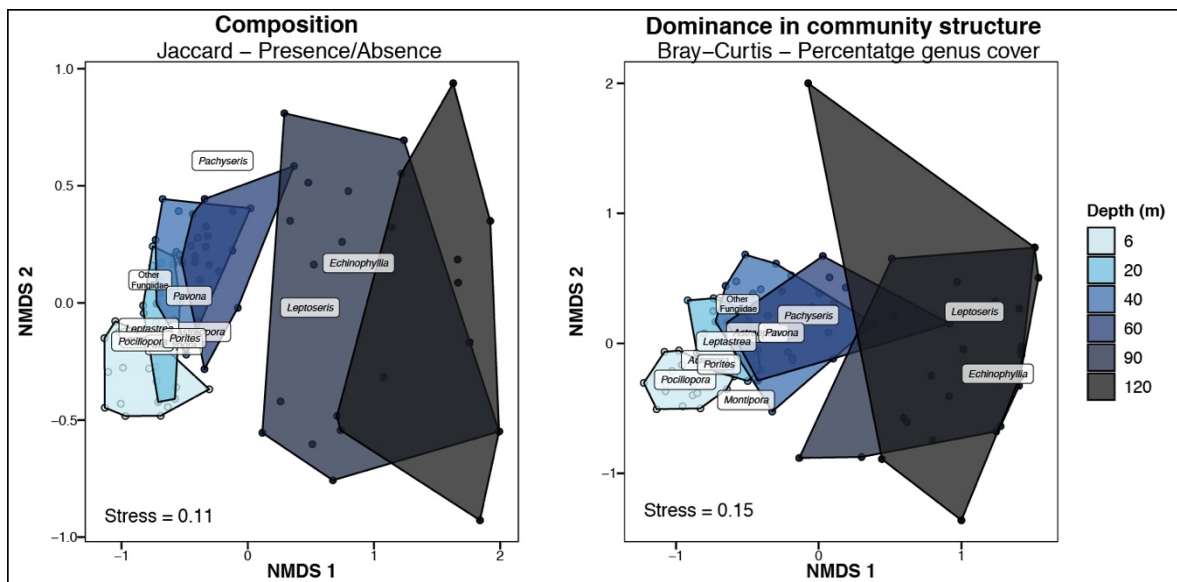 Composition
Jaccard – Presence/Absence
1.0
0.5
0.0
−0.5
−1.0
NMDS 2
Pachyseris
Other
Fungiidae
Pavona
Echinophyllia
Leptoseris
Leptastrea
Pocillopora
Porites
Stress = 0.11
−1
0
1
2
NMDS 1
Dominance in community structure
Bray−Curtis – Percentatge genus cover
2
1
0
−1
NMDS 2
Other
Fungiidae
Pachyseris
Pavona
Leptoseris
Leptastrea
Porites
Pocillopora
Montipora
Echinophyllia
Stress = 0.15
−1
0
1
NMDS 1
Depth (m)
6
20
40
60
90
120